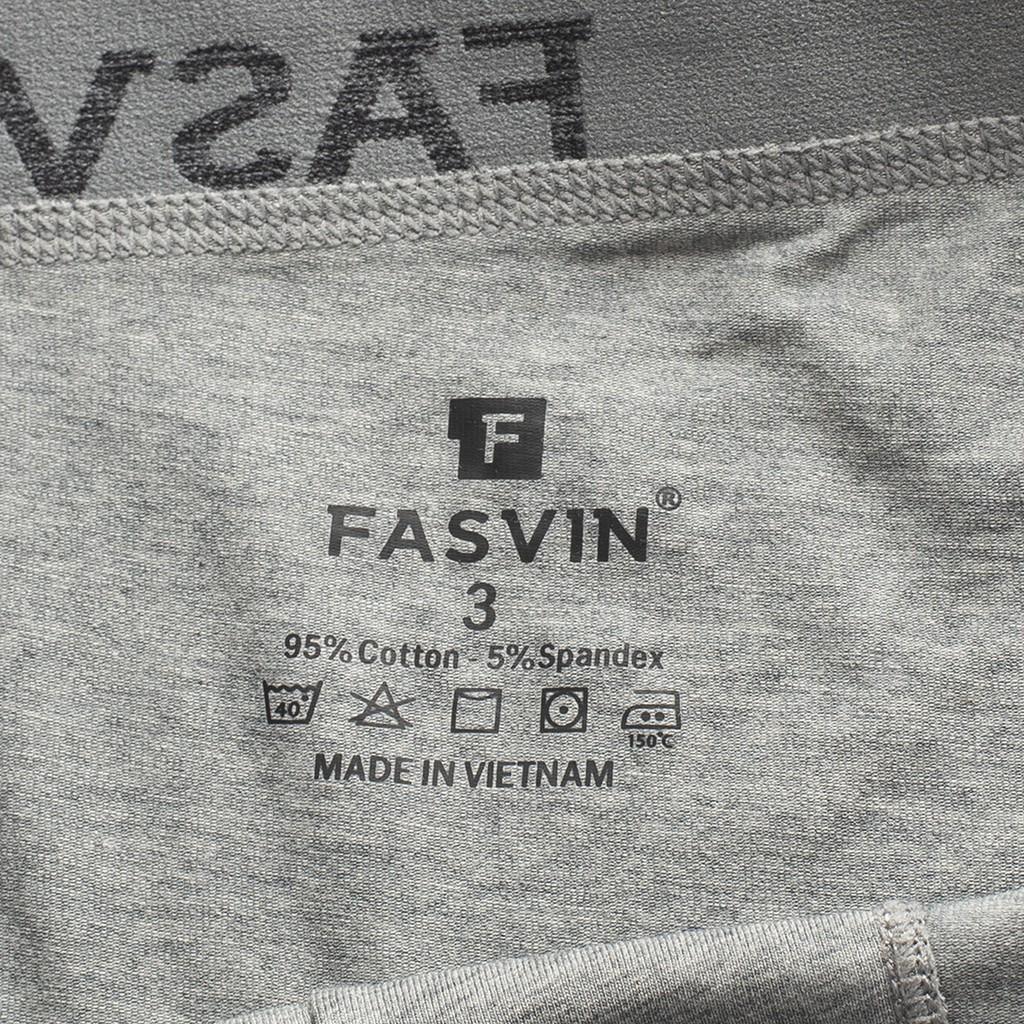 FASV
F
FASVIN®
3
95% Cotton - 5% Spandex
40°
150°C
MADE IN VIETNAM